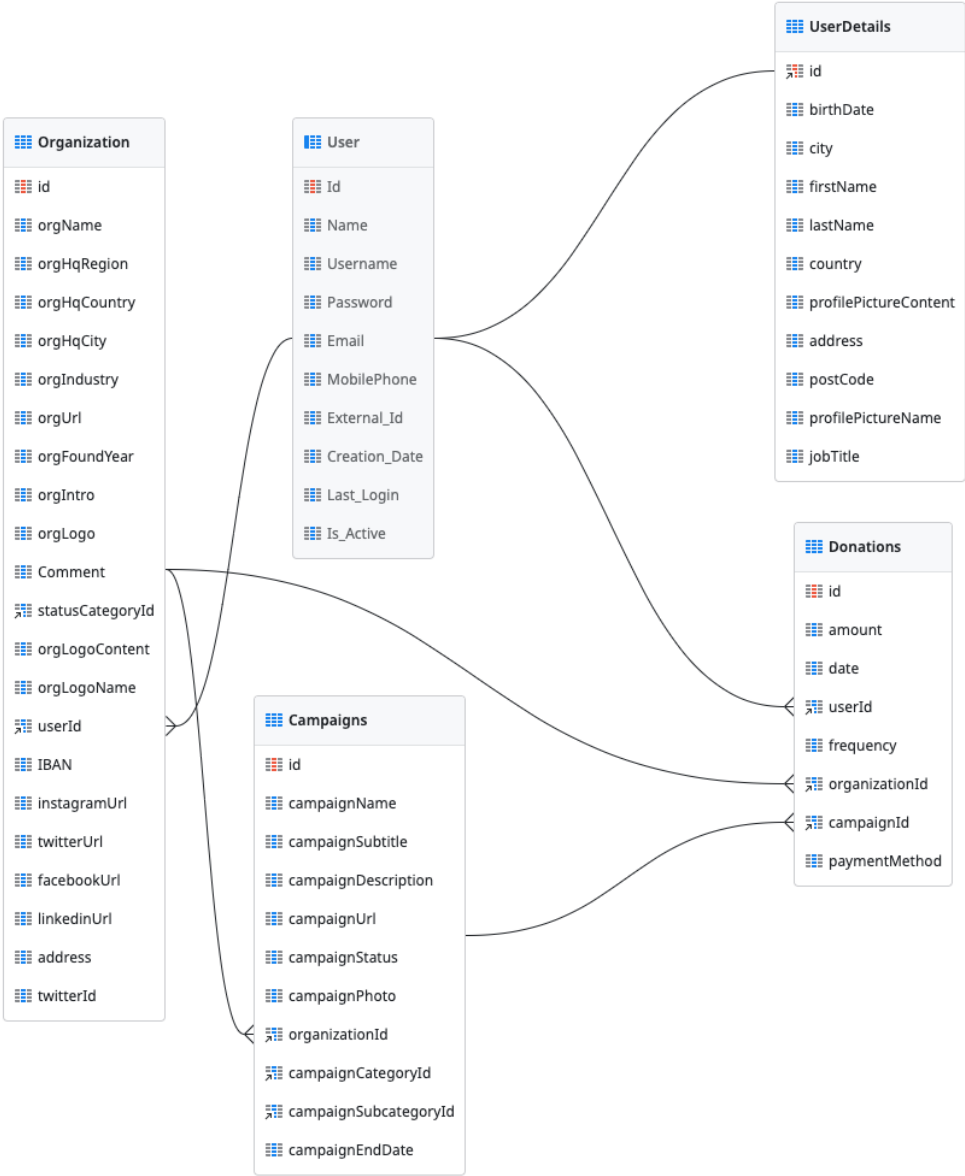 Organization
id
orgName
orgHqRegion
orgHqCountry
orgHqCity
orgIndustry
orgUrl
orgFoundYear
orgIntro
orgLogo
Comment
statusCategoryId
orgLogoContent
orgLogoName
userId
IBAN
instagramUrl
twitterUrl
facebookUrl
linkedinUrl
address
twitterId
User
Id
Name
Username
Password
Email
MobilePhone
External_Id
Creation_Date
Last_Login
Is_Active
Campaigns
id
campaignName
campaignSubtitle
campaignDescription
campaignUrl
campaignStatus
campaignPhoto
organizationId
campaignCategoryId
campaignSubcategoryId
campaignEndDate
UserDetails
id
birthDate
city
firstName
lastName
country
profilePictureContent
address
postCode
profilePictureName
jobTitle
Donations
id
amount
date
userId
frequency
organizationId
campaignId
paymentMethod